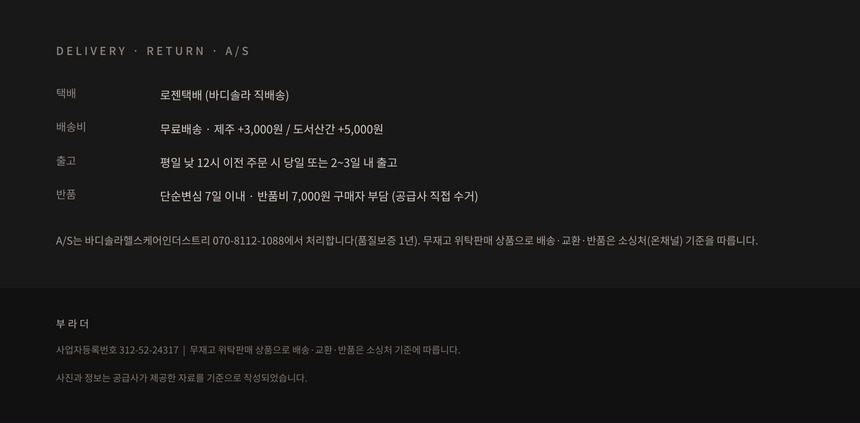 DELIVERY · RETURN · A/S
택배 로젠택배 (바디솔라 직배송)
배송비 무료배송 · 제주 +3,000원 / 도서산간 +5,000원
출고 평일 낮 12시 이전 주문 시 당일 또는 2~3일 내 출고
반품 단순변심 7일 이내 · 반품비 7,000원 구매자 부담 (공급사 직접 수거)
A/S는 바디솔라헬스케어인더스트리 070-8112-1088에서 처리합니다(품질보증 1년). 무재고 위탁판매 상품으로 배송·교환·반품은 소싱처(온채널) 기준을 따릅니다.
부라더
사업자등록번호 312-52-24317 | 무재고 위탁판매 상품으로 배송·교환·반품은 소싱처 기준에 따릅니다.
사진과 정보는 공급사가 제공한 자료를 기준으로 작성되었습니다.